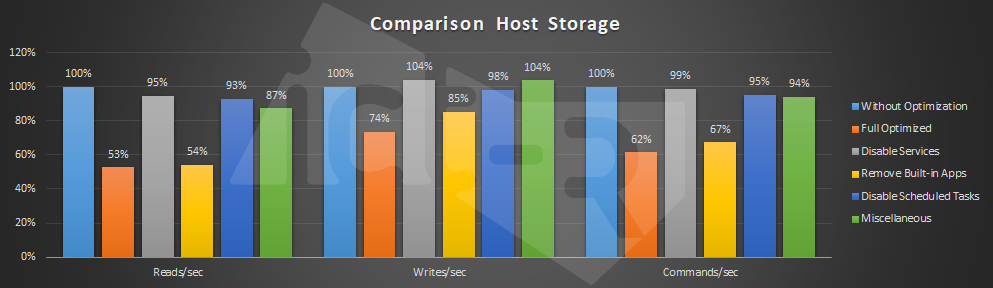 Comparison Host Storage
120%
100%
80%
60%
40%
20%
0%
100%
53%
95%
54%
93%
87%
100%
74%
104%
85%
98%
104%
100%
62%
99%
67%
95%
94%
Reads/sec
Writes/sec
Commands/sec
Without Optimization
Full Optimized
Disable Services
Remove Built-in Apps
Disable Scheduled Tasks
Miscellaneous